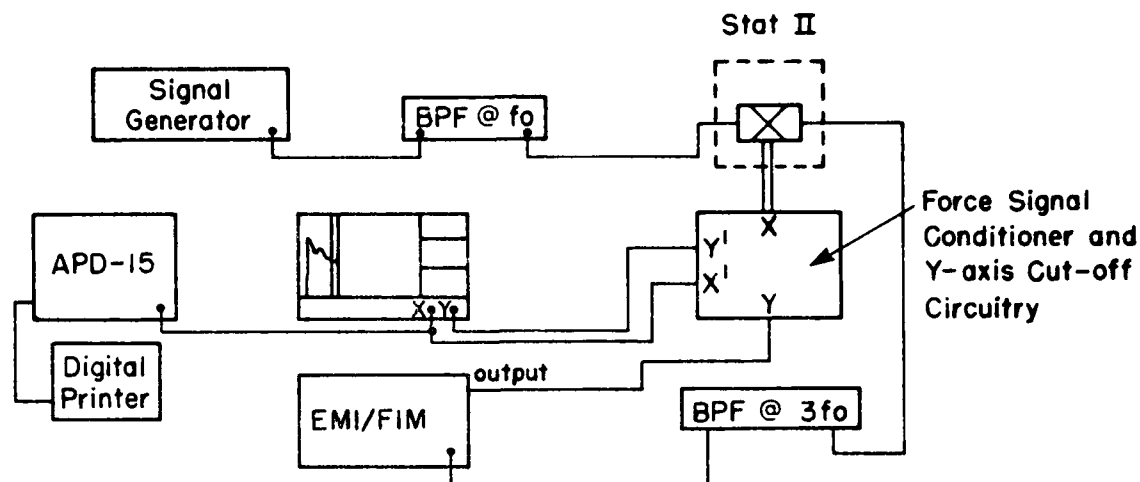 Stat II
Signal
Generator
BPF @ fo
APD-15
X Y
Y'
X'
X
Y
Force Signal
Conditioner and
Y-axis Cut-off
Circuitry
Digital
Printer
output
EMI/FIM
BPF @ 3fo